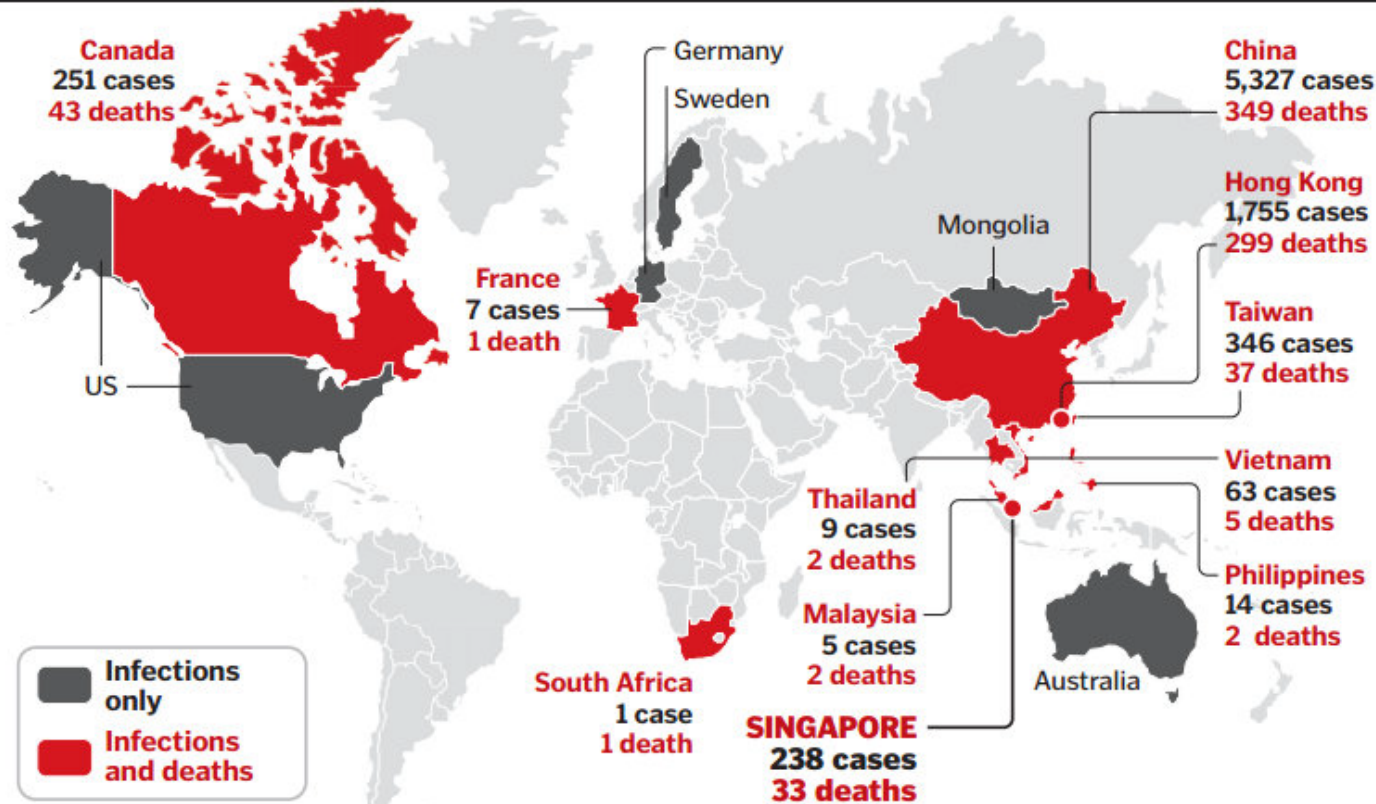 Canada
251 cases
43 deaths
Germany
Sweden
China
5,327 cases
349 deaths
Hong Kong
1,755 cases
299 deaths
Mongolia
France
7 cases
1 death
Taiwan
346 cases
37 deaths
US
Vietnam
63 cases
5 deaths
Thailand
9 cases
2 deaths
Philippines
14 cases
2 deaths
Malaysia
5 cases
2 deaths
Australia
South Africa
1 case
1 death
SINGAPORE
238 cases
33 deaths
Infections
only
Infections
and deaths